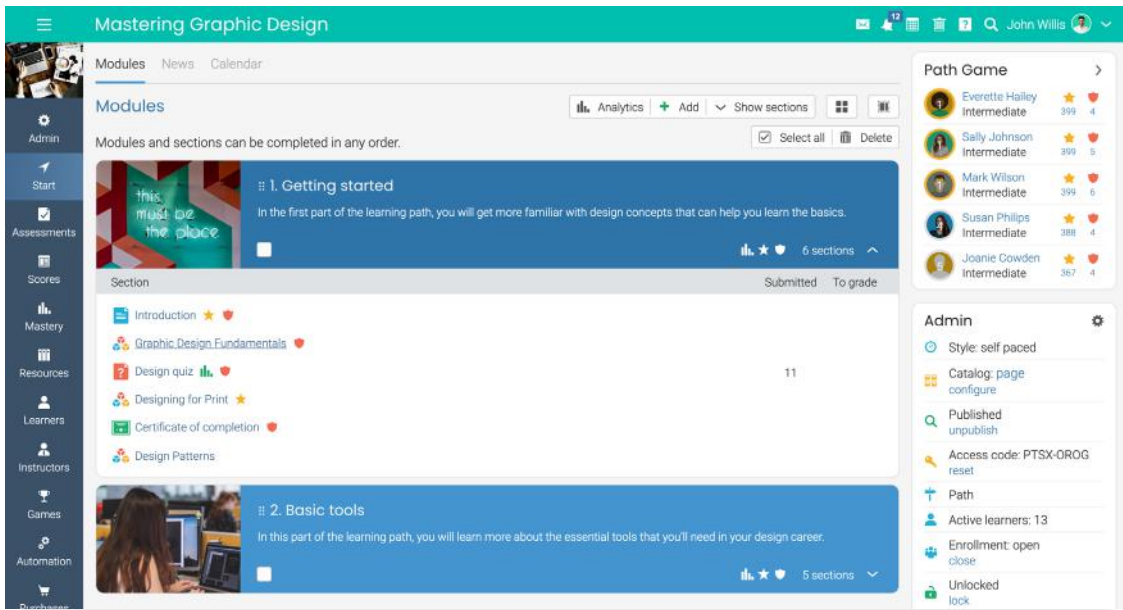 Mastering Graphic Design
12
John Willis
Admin
Start
Assessments
Scores
Mastery
Resources
Learners
Instructors
Games
Automation
Purchases
Modules News Calendar
Modules
Analytics Add Show sections
Modules and sections can be completed in any order.
Select all Delete
this
must be
the place
1. Getting started
In the first part of the learning path, you will get more familiar with design concepts that can help you learn the basics.
6 sections
Section Submitted To grade
Introduction
Graphic Design Fundamentals
Design quiz 11
Designing for Print
Certificate of completion
Design Patterns
2. Basic tools
In this part of the learning path, you will learn more about the essential tools that you'll need in your design career.
5 sections
Path Game
Everette Hailey
Intermediate 399 4
Sally Johnson
Intermediate 399 5
Mark Wilson
Intermediate 399 6
Susan Philips
Intermediate 388 4
Joanie Cowden
Intermediate 367 4
Admin
Style: self paced
Catalog: page
configure
Published
unpublish
Access code: PTSX-OROG
reset
Path
Active learners: 13
Enrollment: open
close
Unlocked
lock